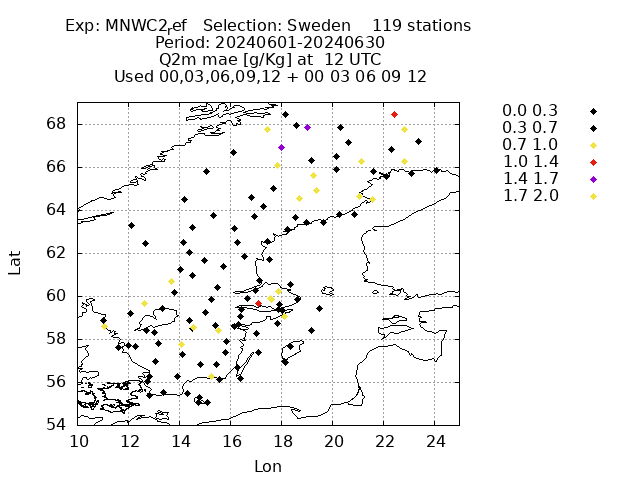 Exp: MNWC2ref   Selection: Sweden    119 stations
Period: 20240601-20240630
Q2m mae [g/Kg] at  12 UTC
Used 00,03,06,09,12 + 00 03 06 09 12
0.0 0.3
0.3 0.7
0.7 1.0
1.0 1.4
1.4 1.7
1.7 2.0
68
66
64
62
60
58
56
54
Lat
10 12 14 16 18 20 22 24
Lon